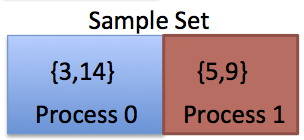 Sample Set
{3,14} {5,9}
Process 0 Process 1